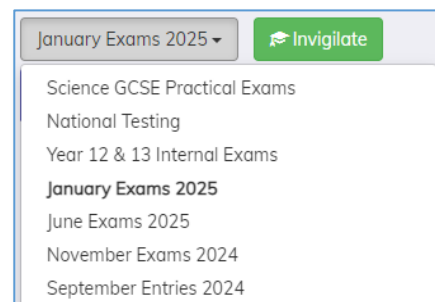 January Exams 2025 Invigilate
Science GCSE Practical Exams
National Testing
Year 12 & 13 Internal Exams
January Exams 2025
June Exams 2025
November Exams 2024
September Entries 2024